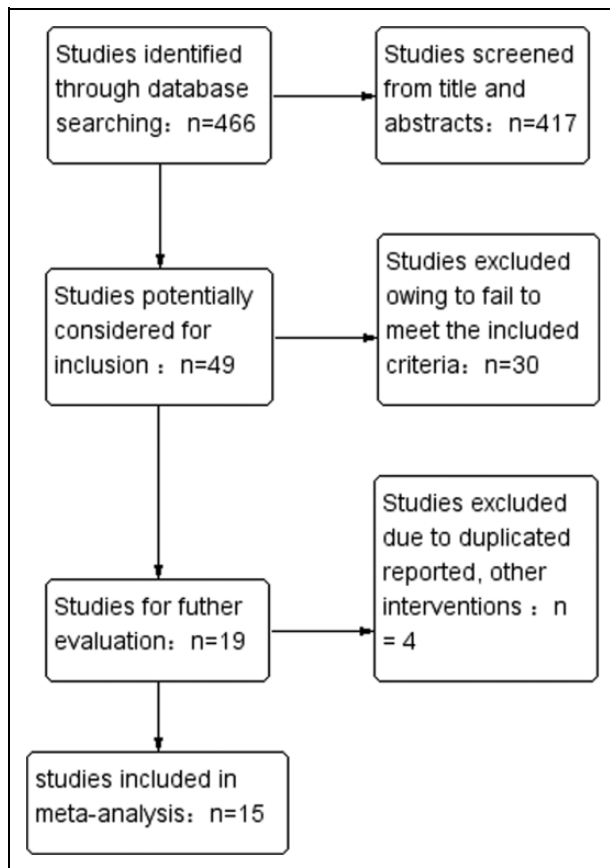 Studies identified
through database
searching：n=466
Studies screened
from title and
abstracts：n=417
Studies potentially
considered for
inclusion：n=49
Studies excluded
owing to fail to
meet the included
criteria：n=30
Studies excluded
due to duplicated
reported, other
interventions：n
= 4
Studies for futher
evaluation：n=19
studies included in
meta-analysis：n=15